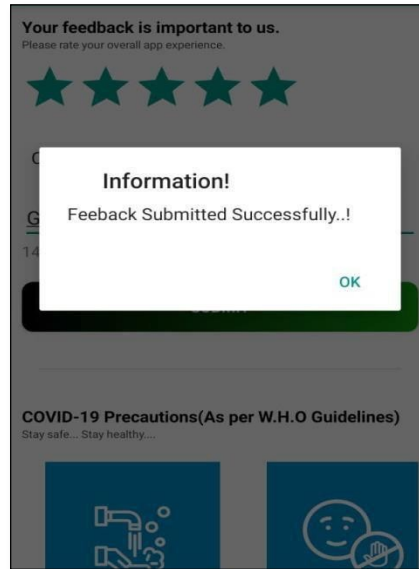 Your feedback is important to us.
Please rate your overall app experience.
Information!
Feeback Submitted Successfully..!
14
OK
COVID-19 Precautions(As per W.H.O Guidelines)
Stay safe... Stay healthy....